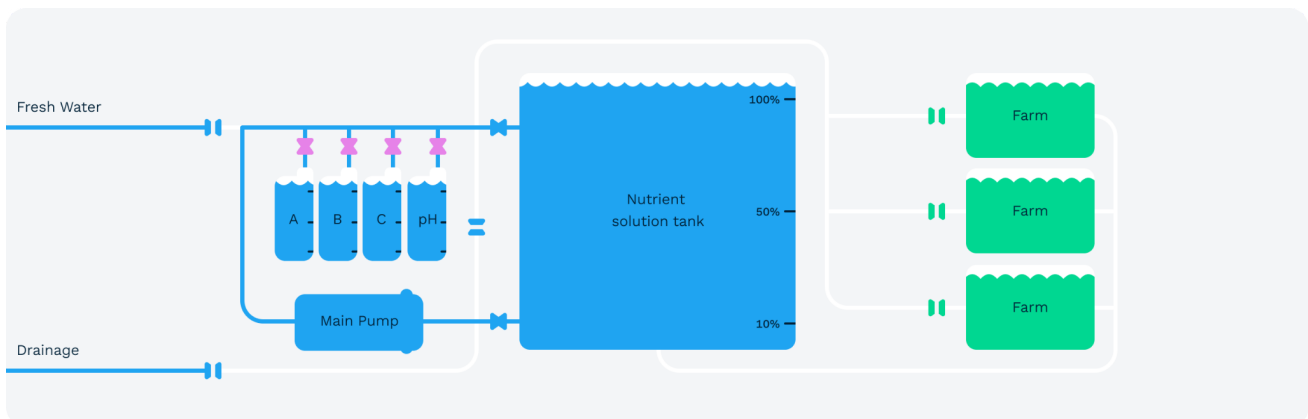 Fresh Water
100%
Farm
A
B
C
pH
Nutrient
solution tank
50%
Farm
Main Pump
10%
Farm
Drainage